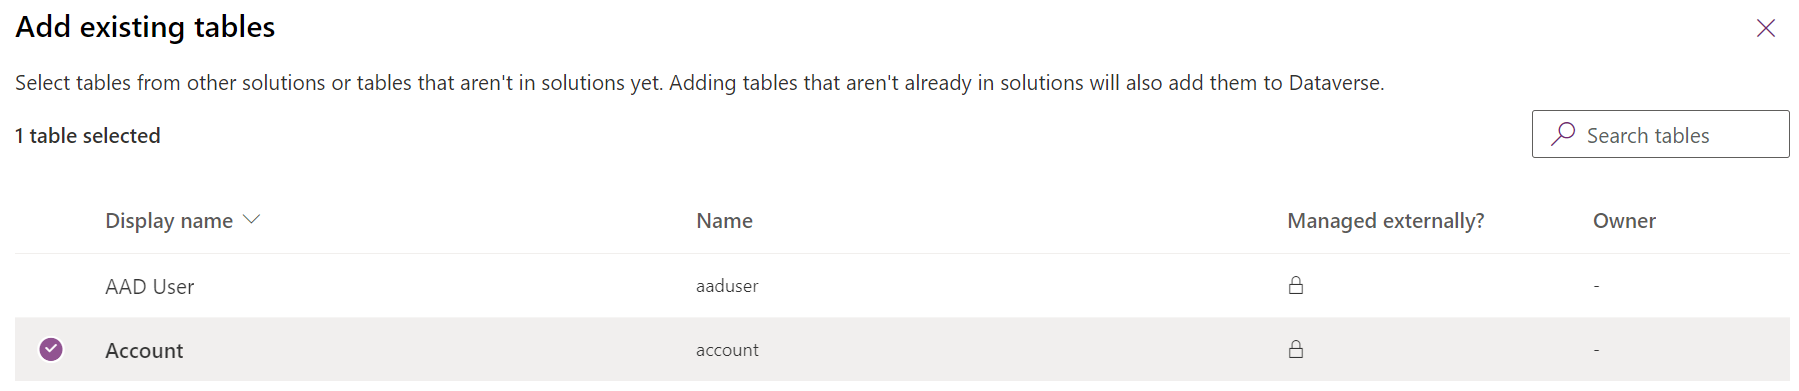 Add existing tables
Select tables from other solutions or tables that aren't in solutions yet. Adding tables that aren't already in solutions will also add them to Dataverse.
1 table selected
Search tables
Display name Name Managed externally? Owner
AAD User aaduser -
Account account -